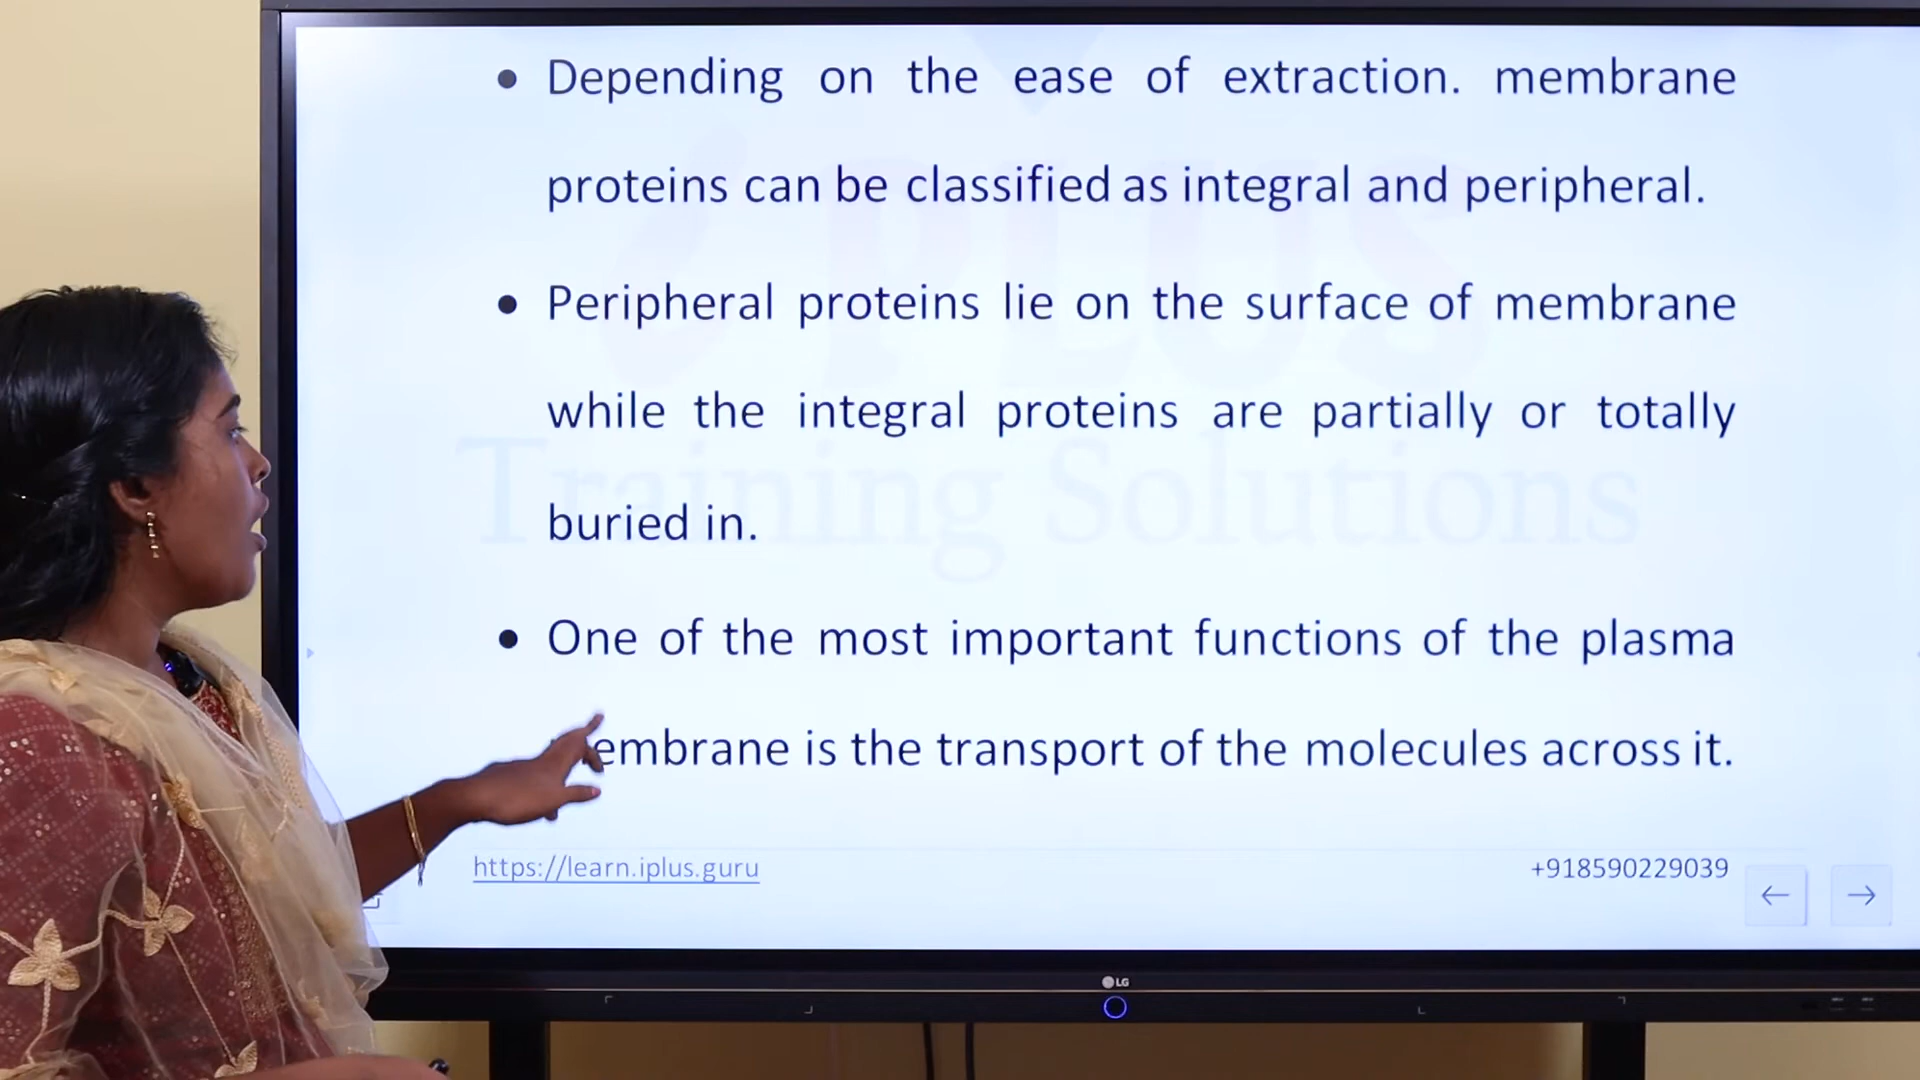 ● Depending on the ease of extraction. membrane
proteins can be classified as integral and peripheral.
● Peripheral proteins lie on the surface of membrane
while the integral proteins are partially or totally
buried in.
● One of the most important functions of the plasma
embrane is the transport of the molecules across it.
i PLUS
Training Solutions
https://learn.iplus.guru
+918590229039
← →
LG